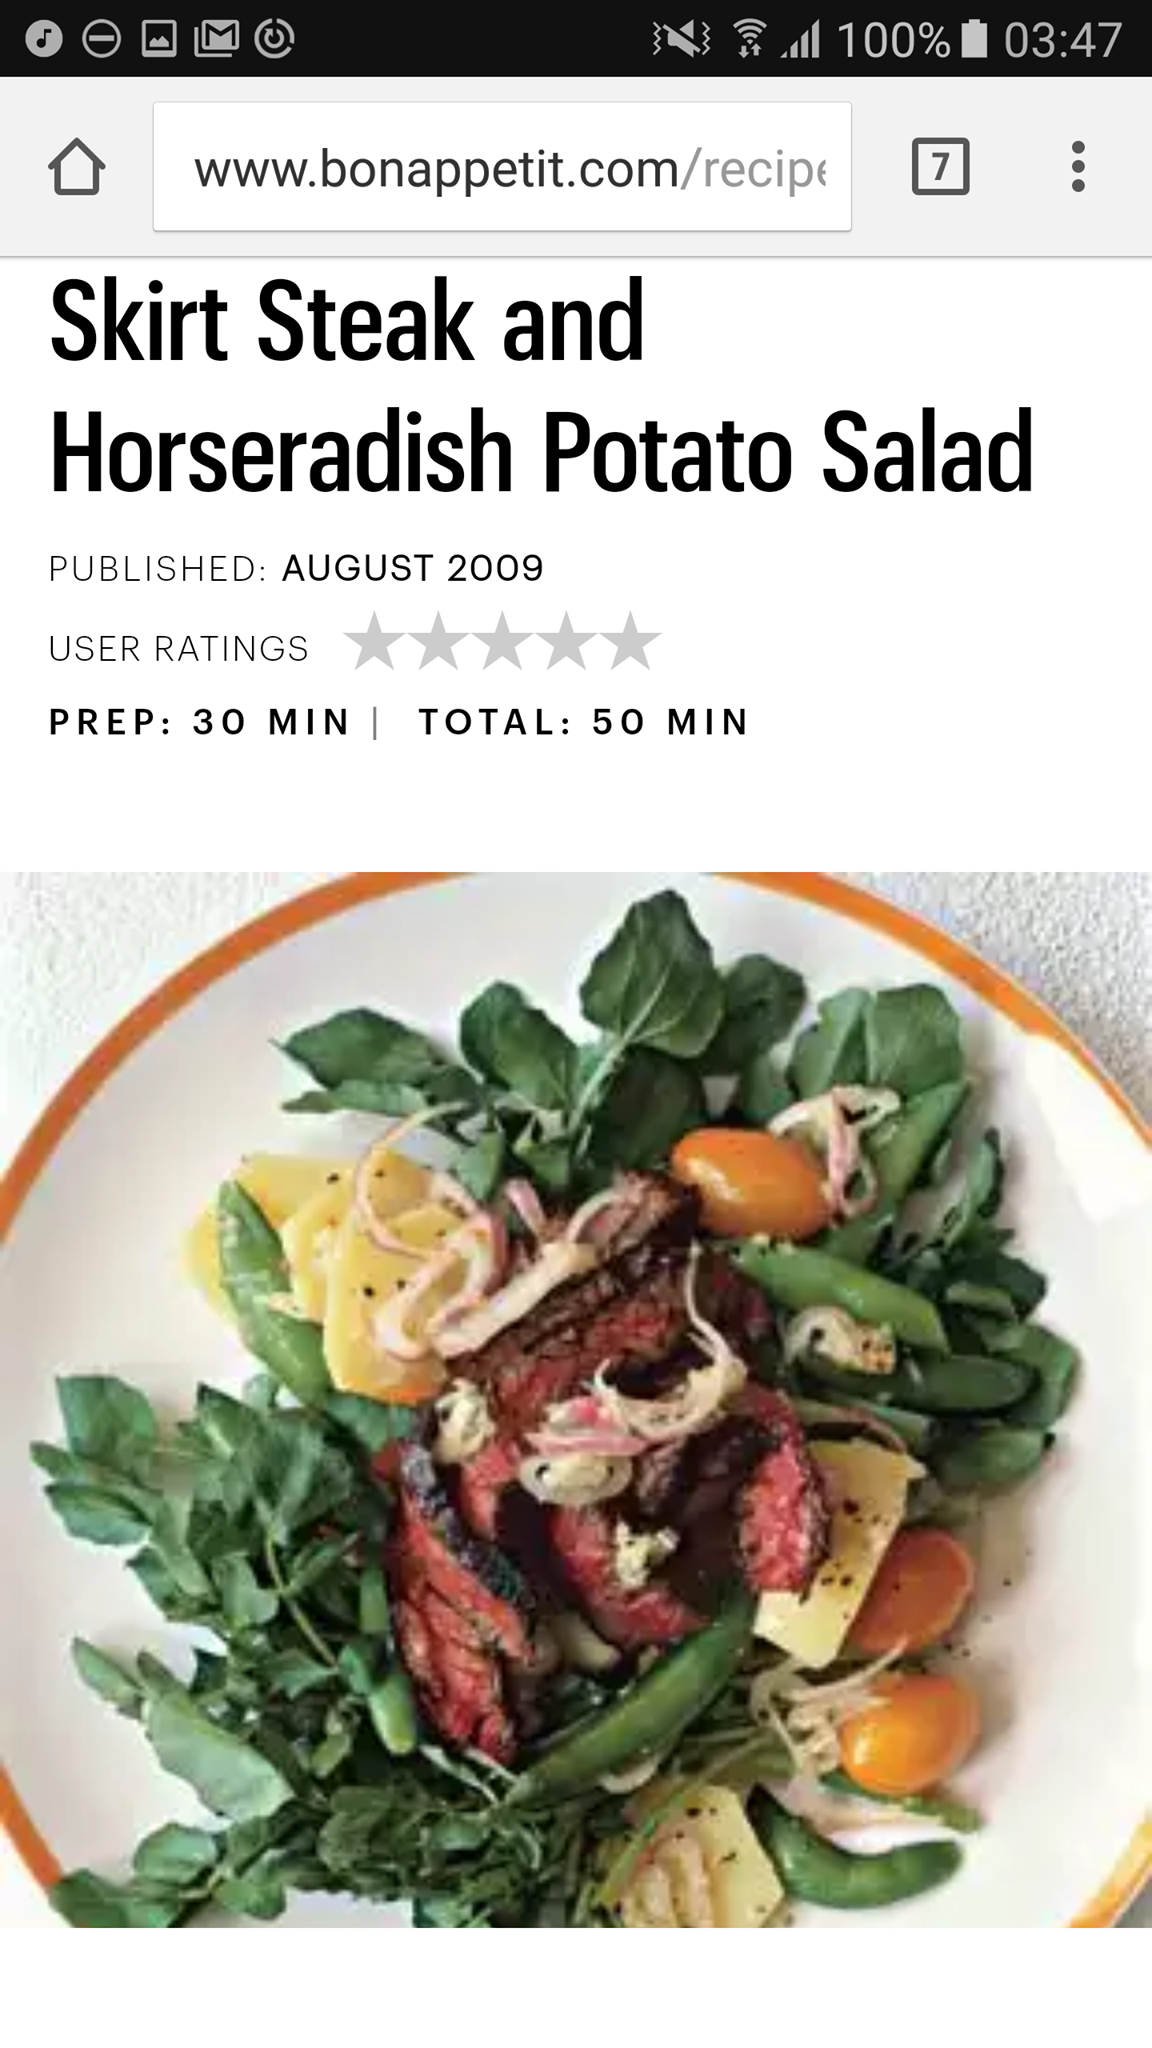 100% 03:47
www.bonappetit.com/recipe
7
Skirt Steak and
Horseradish Potato Salad
PUBLISHED: AUGUST 2009
USER RATINGS
PREP: 30 MIN | TOTAL: 50 MIN